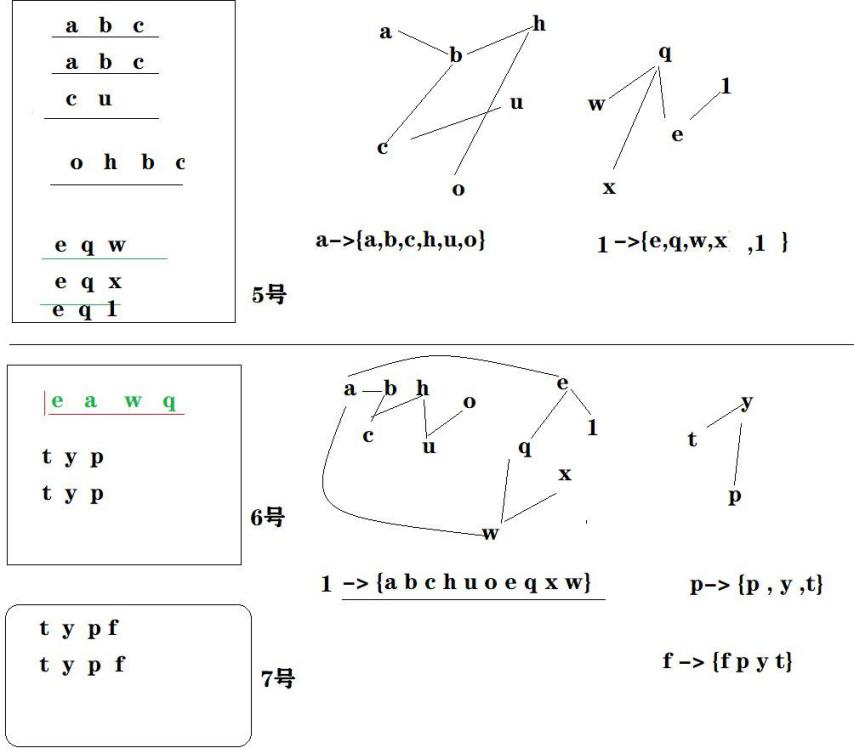 a b c
a b c
c u
o h b c
e q w
e q x
e q 1
5号
a
b
h
u
c
o
q
w
1
e
x
a->{a,b,c,h,u,o}
1->{e,q,w,x ,1 }
e a w q
t y p
t y p
6号
a b h
o
c
u
e
1
q
x
w
y
t
p
1 -> {a b c h u o e q x w}
p-> {p , y ,t}
t y p f
t y p f
7号
f -> {f p y t}